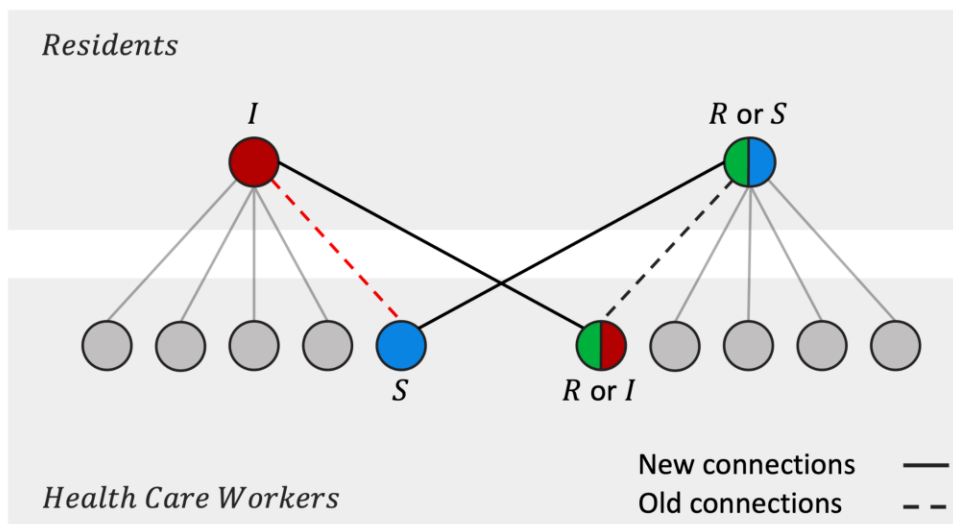 Residents
I
R or S
S
R or I
New connections
Old connections
Health Care Workers